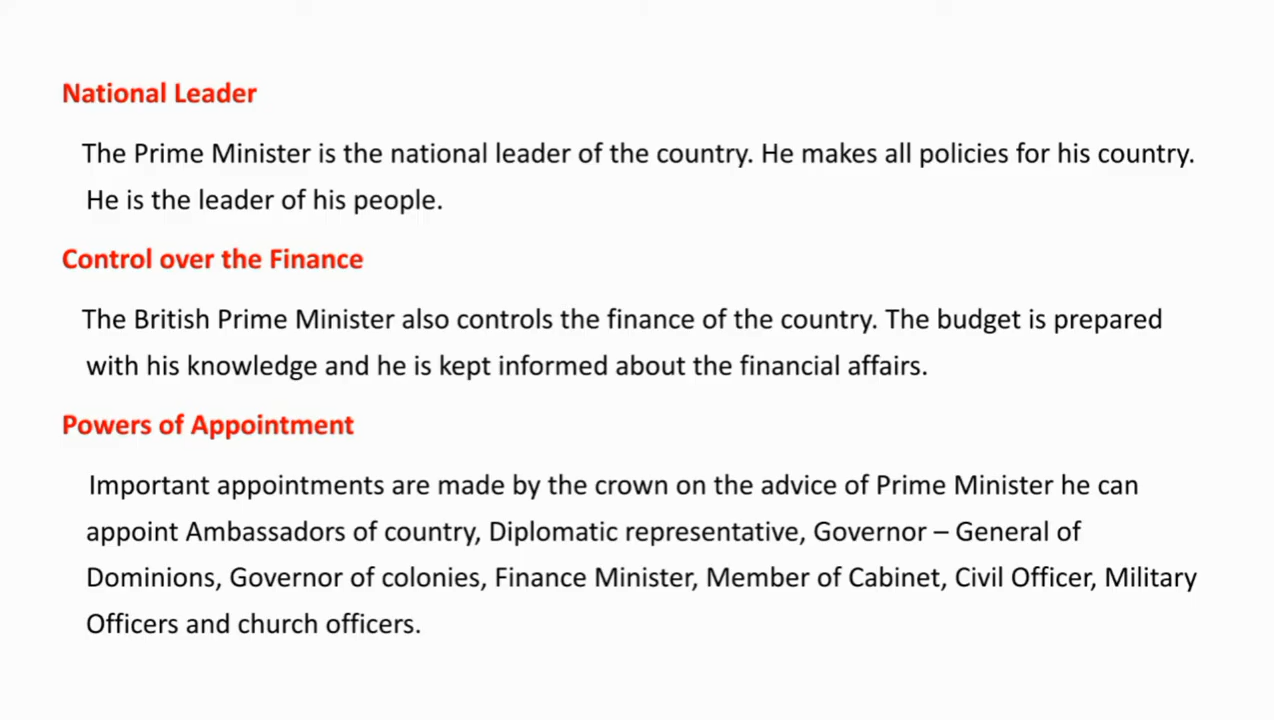 National Leader
The Prime Minister is the national leader of the country. He makes all policies for his country.
He is the leader of his people.
Control over the Finance
The British Prime Minister also controls the finance of the country. The budget is prepared
with his knowledge and he is kept informed about the financial affairs.
Powers of Appointment
Important appointments are made by the crown on the advice of Prime Minister he can
appoint Ambassadors of country, Diplomatic representative, Governor – General of
Dominions, Governor of colonies, Finance Minister, Member of Cabinet, Civil Officer, Military
Officers and church officers.